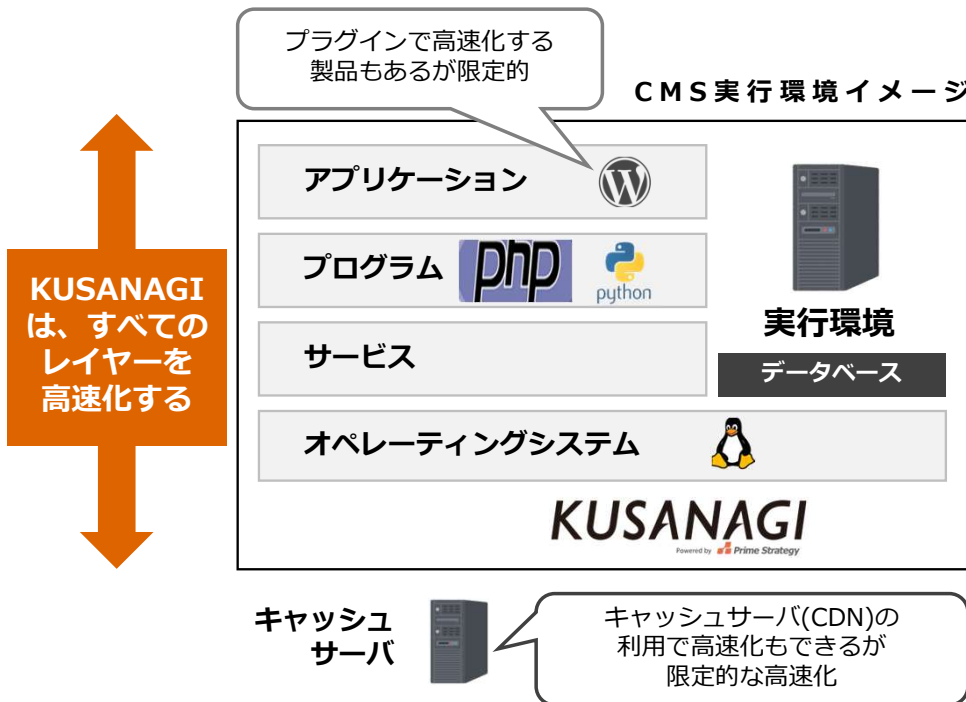 プラグインで高速化する
製品もあるが限定的
CMS実行環境イメージ
アプリケーション
プログラム
php
python
サービス
オペレーティングシステム
実行環境
データベース
KUSANAGI
は、すべての
レイヤーを
高速化する
KUSANAGI
Powered by Prime Strategy
キャッシュ
サーバ
キャッシュサーバ(CDN)の
利用で高速化もできるが
限定的な高速化